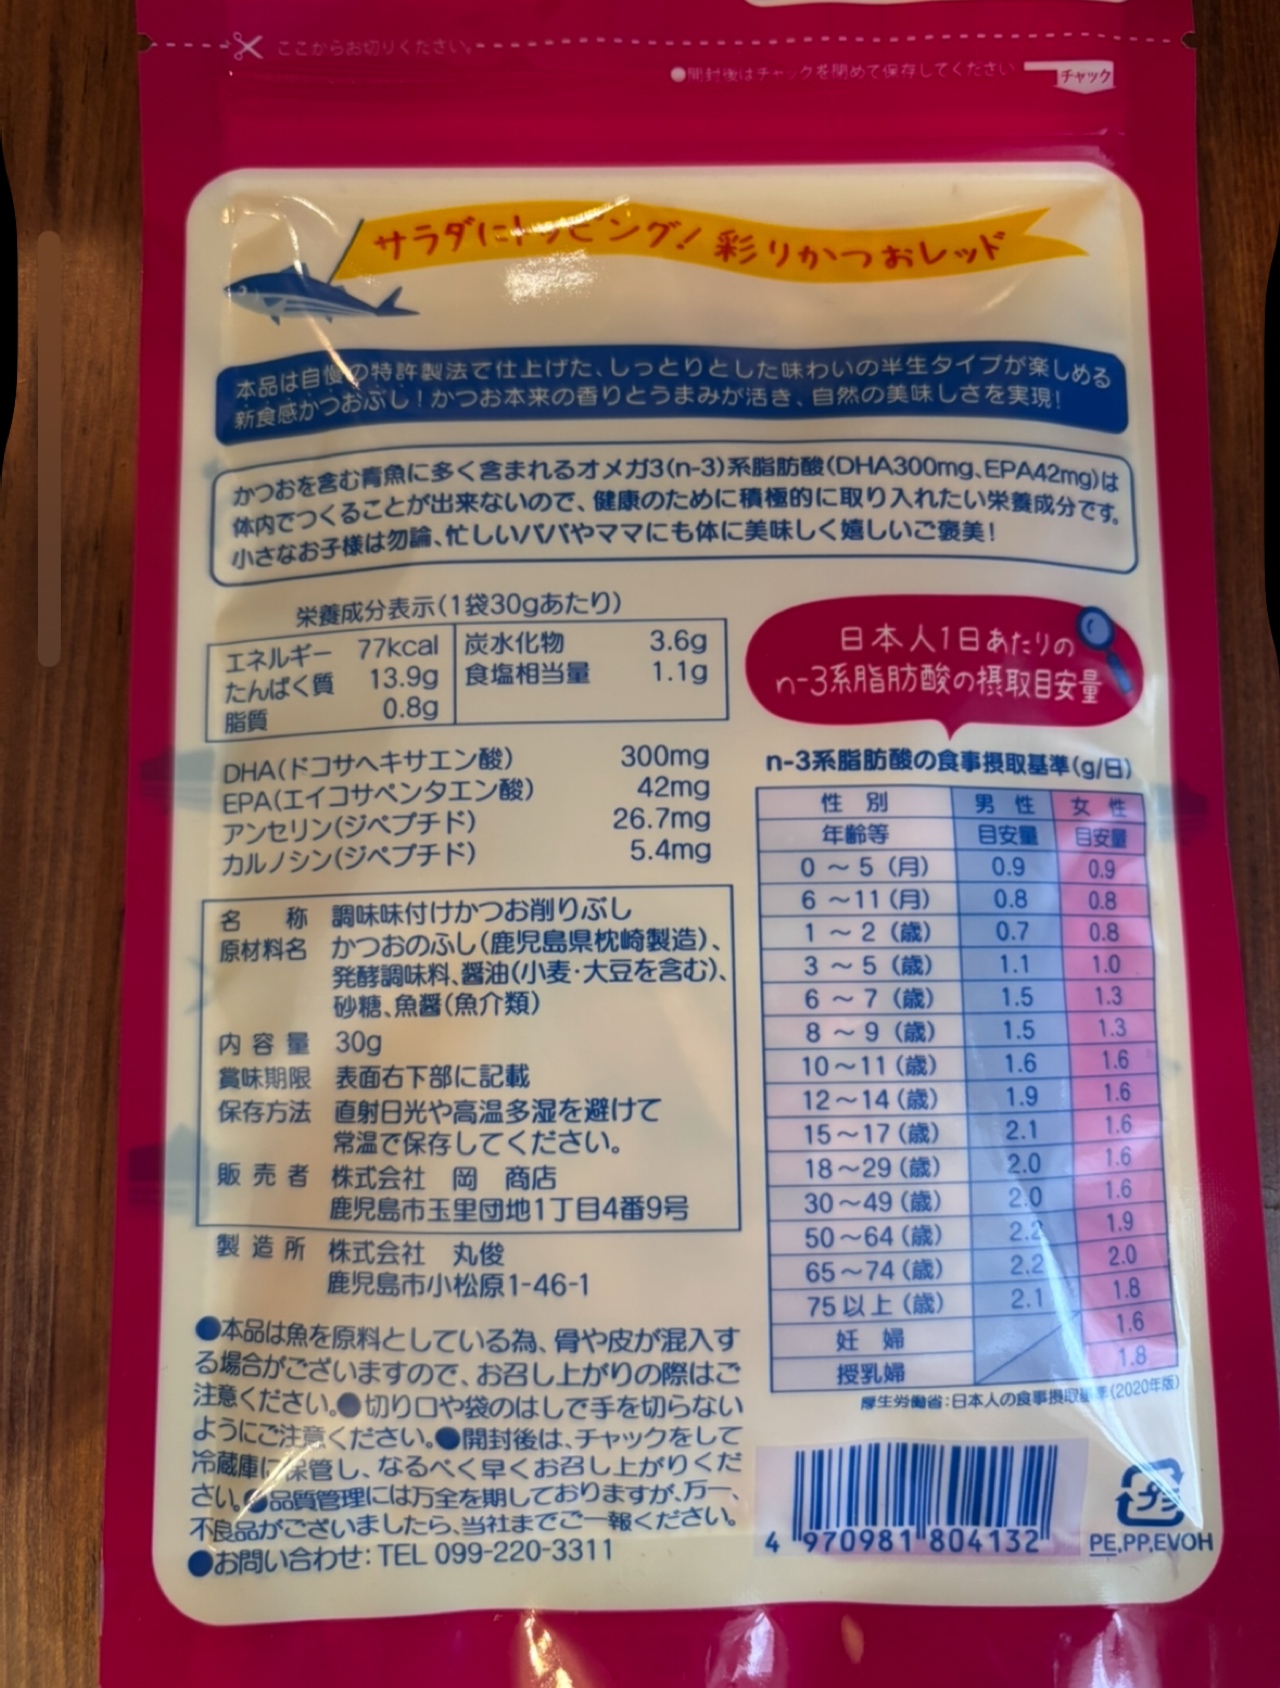 ここからお切りください。
●開封後はチャックを閉めて保存してください
チャック
サラダにトッピング！彩りかつおレッド
本品は自慢の特許製法で仕上げた、しっとりとした味わいの半生タイプが楽しめる
新食感かつおぶし！かつお本来の香りとうまみが活き、自然の美味しさを実現！
かつおを含む青魚に多く含まれるオメガ3(n-3)系脂肪酸(DHA300mg、EPA42mg)は
体内でつくることが出来ないので、健康のために積極的に取り入れたい栄養成分です。
小さなお子様は勿論、忙しいパパやママにも体に美味しく嬉しいご褒美！
栄養成分表示(1袋30gあたり)
エネルギー 77kcal 炭水化物 3.6g
たんぱく質 13.9g 食塩相当量 1.1g
脂質 0.8g
DHA(ドコサヘキサエン酸) 300mg
EPA(エイコサペンタエン酸) 42mg
アンセリン(ジペプチド) 26.7mg
カルノシン(ジペプチド) 5.4mg
名 称 調味味付けかつお削りぶし
原材料名 かつおのふし(鹿児島県枕崎製造)、
発酵調味料、醤油(小麦・大豆を含む)、
砂糖、魚醤(魚介類)
内容量 30g
賞味期限 表面右下部に記載
保存方法 直射日光や高温多湿を避けて
常温で保存してください。
販売者 株式会社 岡 商店
鹿児島市玉里団地1丁目4番9号
製造所 株式会社 丸俊
鹿児島市小松原1-46-1
●本品は魚を原料としている為、骨や皮が混入す
る場合がございますので、お召し上がりの際はご
注意ください。●切り口や袋のはしで手を切らない
ようにご注意ください。●開封後は、チャックをして
冷蔵庫に保管し、なるべく早くお召し上がりくだ
さい。●品質管理には万全を期しておりますが、万一、
不良品がございましたら、当社までご一報ください。
●お問い合わせ：TEL 099-220-3311
日本人1日あたりの
n-3系脂肪酸の摂取目安量
n-3系脂肪酸の食事摂取基準(g/日)
性 別 男 性 女 性
年齢等 目安量 目安量
0 ～ 5 (月) 0.9 0.9
6 ～11 (月) 0.8 0.8
1 ～ 2 (歳) 0.7 0.8
3 ～ 5 (歳) 1.1 1.0
6 ～ 7 (歳) 1.5 1.3
8 ～ 9 (歳) 1.5 1.3
10～11 (歳) 1.6 1.6
12～14 (歳) 1.9 1.6
15～17 (歳) 2.1 1.6
18～29 (歳) 2.0 1.6
30～49 (歳) 2.0 1.6
50～64 (歳) 2.2 1.9
65～74 (歳) 2.2 2.0
75以上 (歳) 2.1 1.8
妊 婦 1.6
授乳婦 1.8
厚生労働省：日本人の食事摂取基準(2020年版)
4 970981 804132
プラ
PE,PP,EVOH